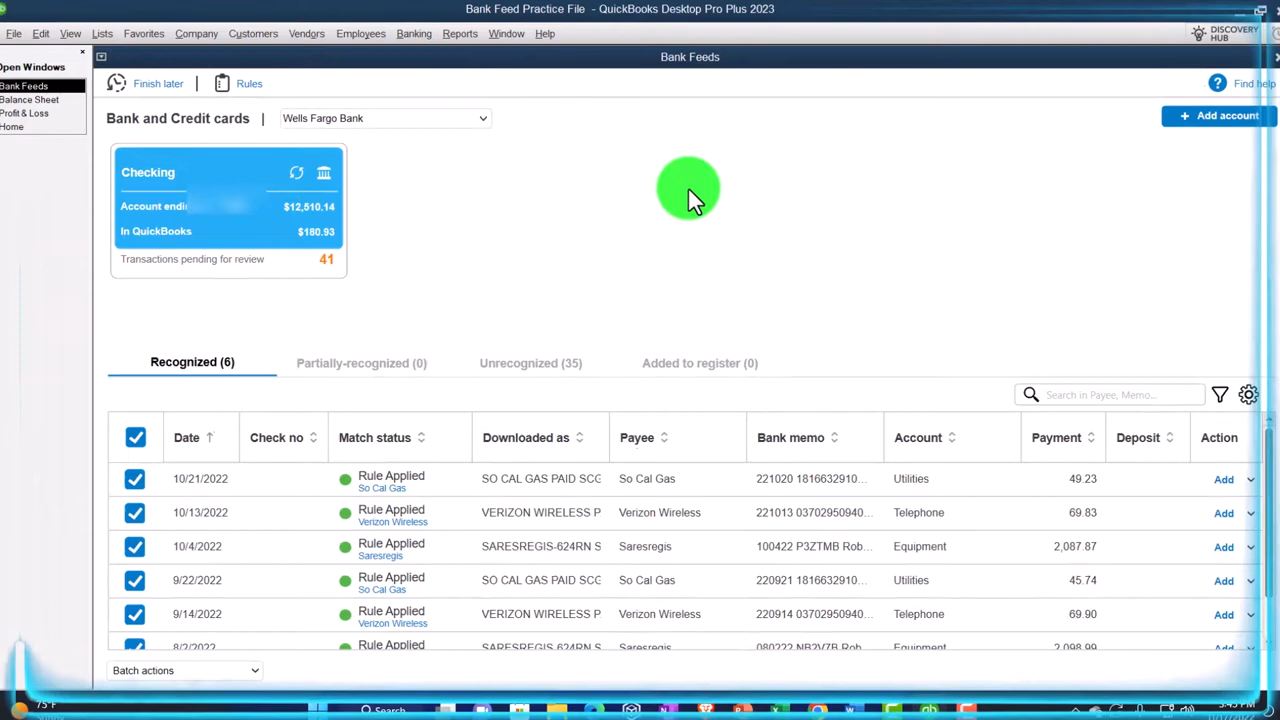 Bank Feed Practice File - QuickBooks Desktop Pro Plus 2023
File Edit View Lists Favorites Company Customers Vendors Employees Banking Reports Window Help
DISCOVERY HUB
Open Windows
Bank Feeds
Balance Sheet
Profit & Loss
Home
Bank Feeds
Finish later | Rules
Find help
Bank and Credit cards | Wells Fargo Bank
+ Add account
Checking
Account endi $12,510.14
In QuickBooks $180.93
Transactions pending for review 41
Recognized (6) Partially-recognized (0) Unrecognized (35) Added to register (0)
Search in Payee, Memo...
Date Check no Match status Downloaded as Payee Bank memo Account Payment Deposit Action
10/21/2022 Rule Applied SO CAL GAS PAID SCG So Cal Gas 221020 1816632910... Utilities 49.23 Add
So Cal Gas
10/13/2022 Rule Applied VERIZON WIRELESS P Verizon Wireless 221013 03702950940... Telephone 69.83 Add
Verizon Wireless
10/4/2022 Rule Applied SARESREGIS-624RN S Saresregis 100422 P3ZTMB Rob... Equipment 2,087.87 Add
Saresregis
9/22/2022 Rule Applied SO CAL GAS PAID SCG So Cal Gas 220921 1816632910... Utilities 45.74 Add
So Cal Gas
9/14/2022 Rule Applied VERIZON WIRELESS P Verizon Wireless 220914 03702950940... Telephone 69.90 Add
Verizon Wireless
8/2/2022 Rule Applied SARESREGIS-624RN S Saresregis 080222 NB2V7B Rob... Equipment 2,098.99 Add
Batch actions
75°F
Search